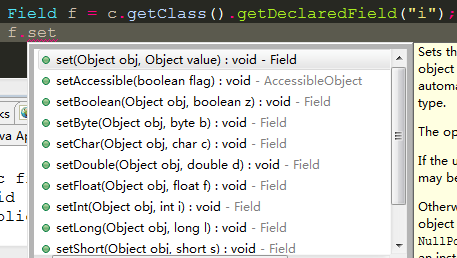 Field f = c.getClass().getDeclaredField("i");
f.set
set(Object obj, Object value) : void - Field
setAccessible(boolean flag) : void - AccessibleObject
setBoolean(Object obj, boolean z) : void - Field
setByte(Object obj, byte b) : void - Field
setChar(Object obj, char c) : void - Field
setDouble(Object obj, double d) : void - Field
setFloat(Object obj, float f) : void - Field
setInt(Object obj, int i) : void - Field
setLong(Object obj, long l) : void - Field
setShort(Object obj, short s) : void - Field
Sets th
object
automa
type.
The op
If the u
may be
Otherw
object
NullPo
an inst
ks
va Ap
c f
id
olic